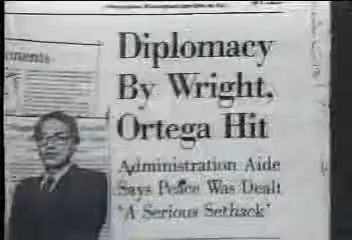 Diplomacy
By Wright,
Ortega Hit
Administration Aide
Says Peace Was Dealt
'A Serious Setback'